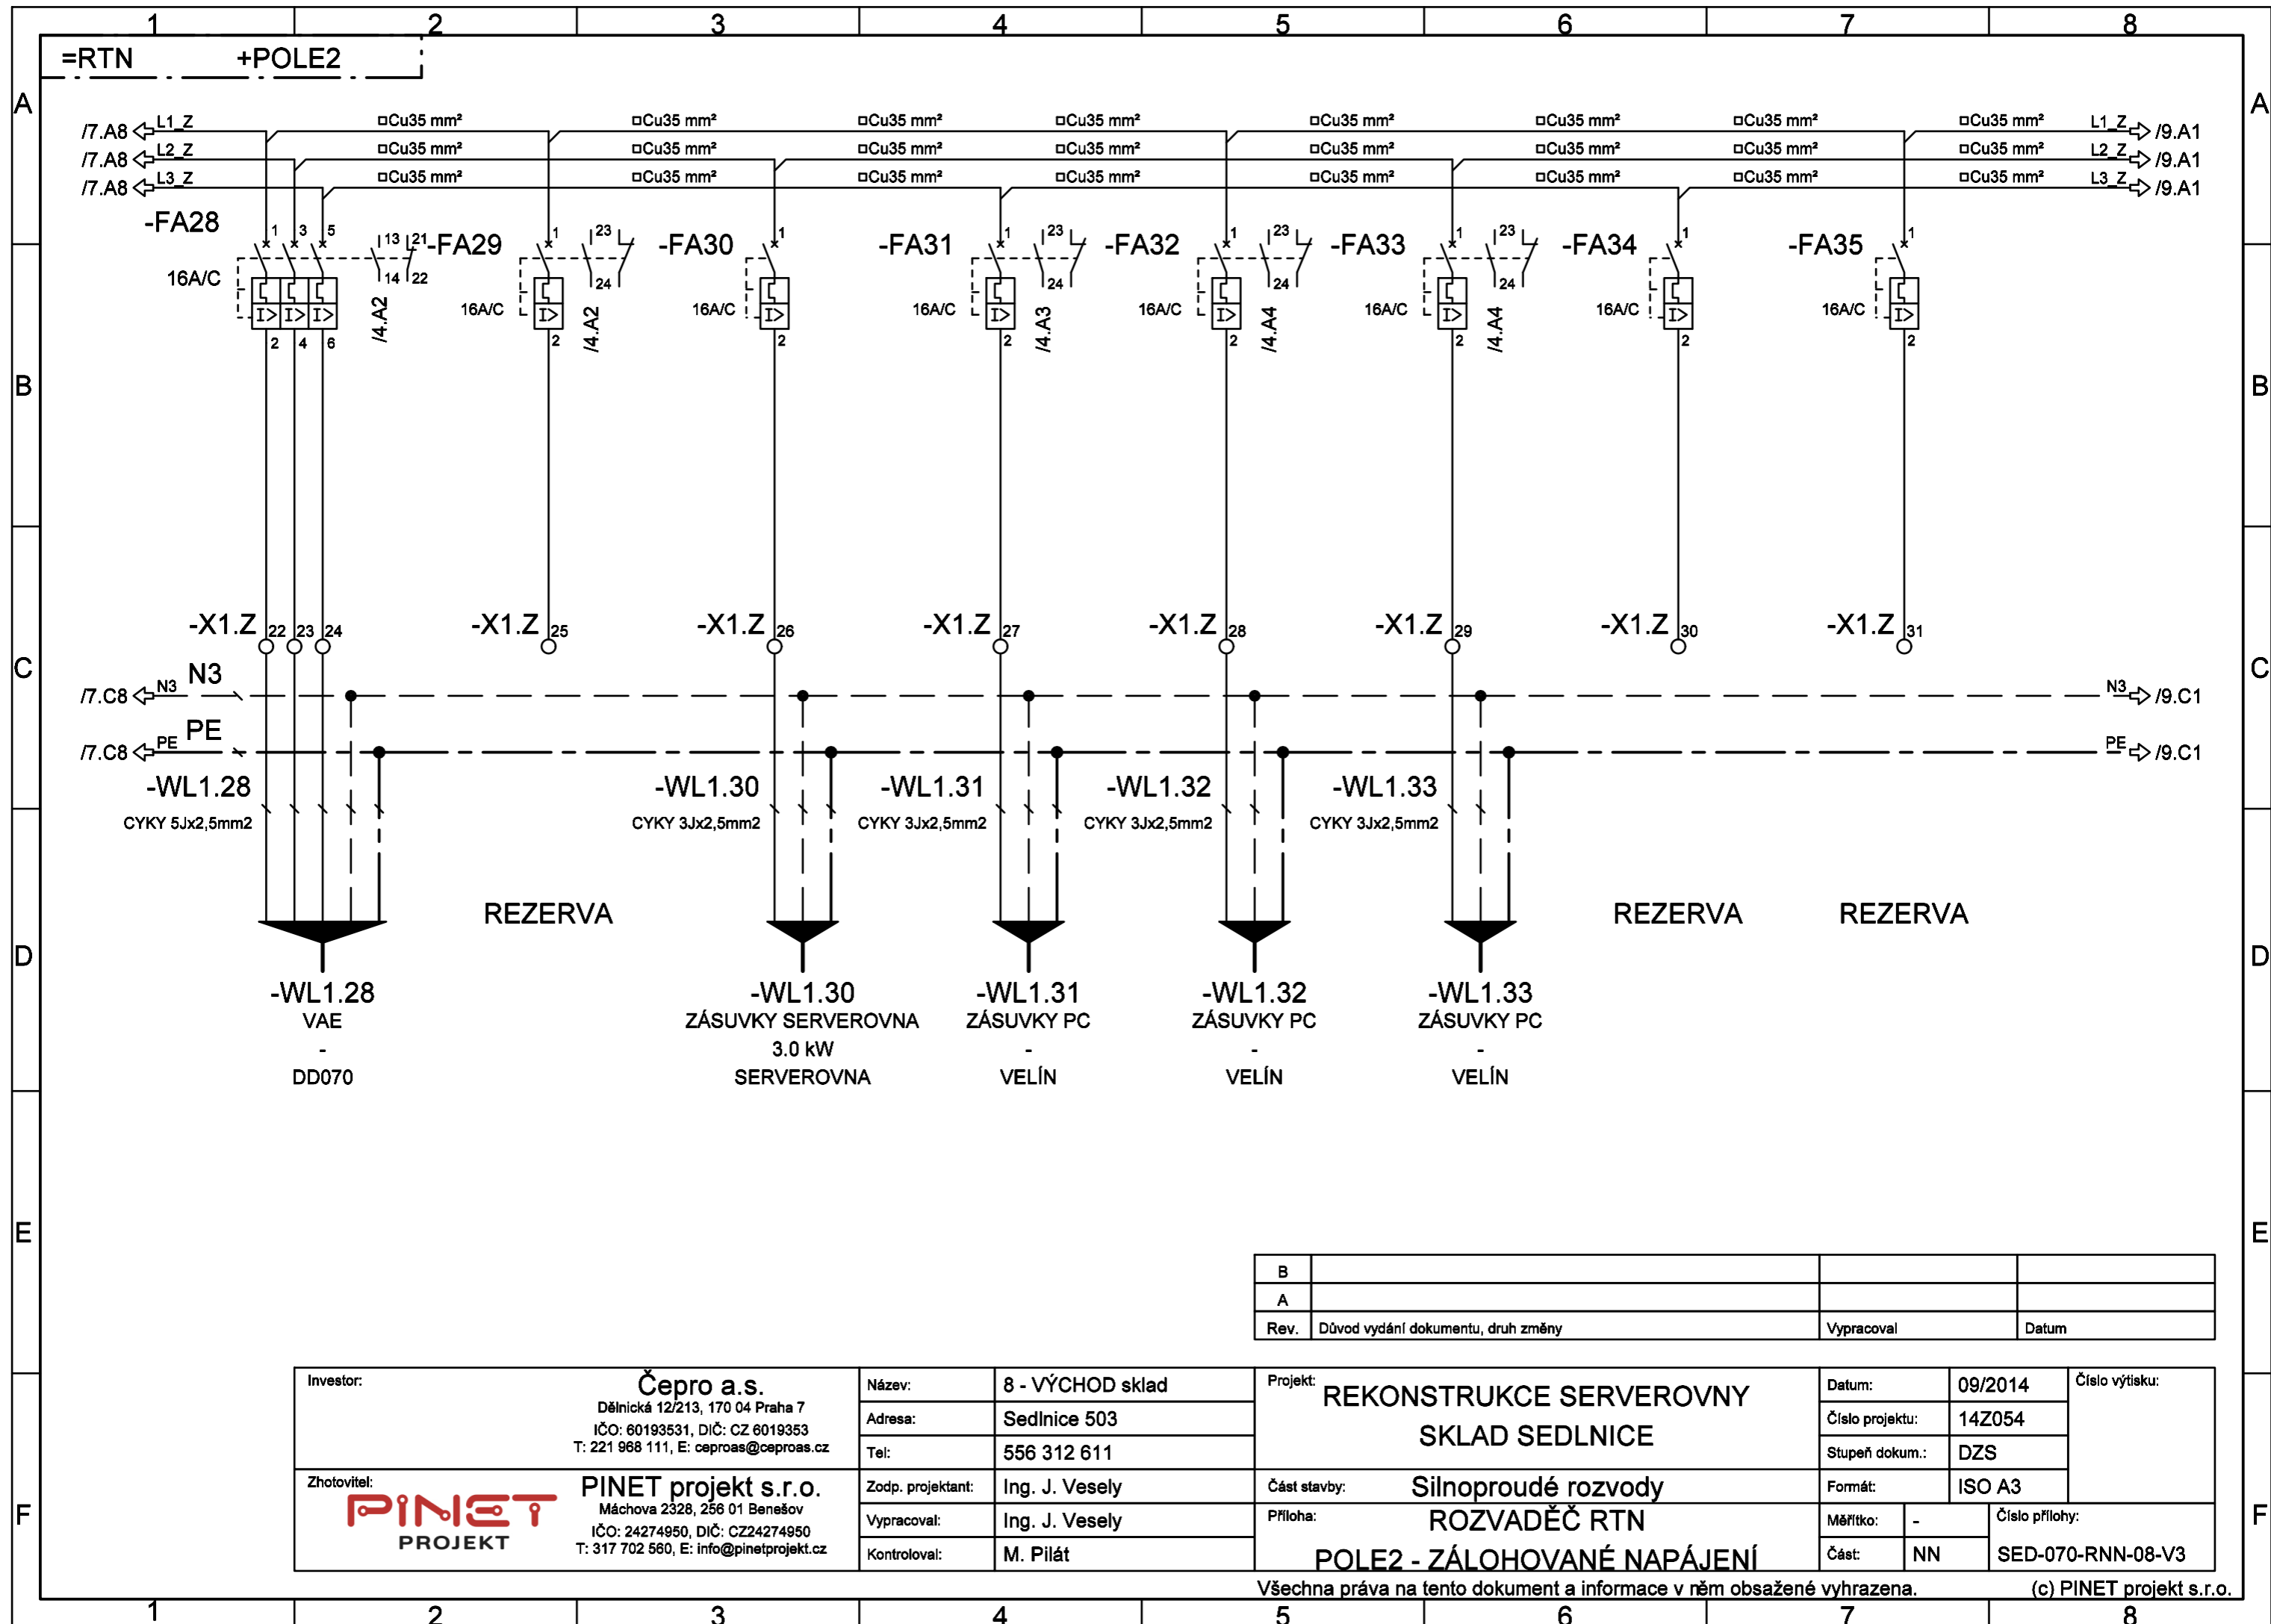 1 2 3 4 5 6 7 8
=RTN +POLE2
A A
/7.A8 L1_Z □Cu35 mm² □Cu35 mm² □Cu35 mm² □Cu35 mm² □Cu35 mm² □Cu35 mm² □Cu35 mm² □Cu35 mm² L1_Z /9.A1
/7.A8 L2_Z □Cu35 mm² □Cu35 mm² □Cu35 mm² □Cu35 mm² □Cu35 mm² □Cu35 mm² □Cu35 mm² □Cu35 mm² L2_Z /9.A1
/7.A8 L3_Z □Cu35 mm² □Cu35 mm² □Cu35 mm² □Cu35 mm² □Cu35 mm² □Cu35 mm² □Cu35 mm² □Cu35 mm² L3_Z /9.A1
-FA28 1 3 5 13 21 -FA29 1 23 -FA30 1 -FA31 1 23 -FA32 1 23 -FA33 1 23 -FA34 1 -FA35 1
16A/C 14 22 24 24 24 24
16A/C 16A/C 16A/C 16A/C 16A/C 16A/C 16A/C
I> I> I> I> I> I> I> I> I> I>
/4.A2 /4.A2 /4.A3 /4.A4 /4.A4
2 4 6 2 2 2 2 2 2 2
B B
-X1.Z 22 23 24 -X1.Z 25 -X1.Z 26 -X1.Z 27 -X1.Z 28 -X1.Z 29 -X1.Z 30 -X1.Z 31
C C
/7.C8 N3 N3 N3 /9.C1
/7.C8 PE PE PE /9.C1
-WL1.28 -WL1.30 -WL1.31 -WL1.32 -WL1.33
CYKY 5Jx2,5mm2 CYKY 3Jx2,5mm2 CYKY 3Jx2,5mm2 CYKY 3Jx2,5mm2 CYKY 3Jx2,5mm2
REZERVA REZERVA REZERVA
D D
-WL1.28 -WL1.30 -WL1.31 -WL1.32 -WL1.33
VAE ZÁSUVKY SERVEROVNA ZÁSUVKY PC ZÁSUVKY PC ZÁSUVKY PC
- 3.0 kW - - -
DD070 SERVEROVNA VELÍN VELÍN VELÍN
E E
B
A
Rev. Důvod vydání dokumentu, druh změny Vypracoval Datum
Investor: Čepro a.s.
Dělnická 12/213, 170 04 Praha 7
IČO: 60193531, DIČ: CZ 6019353
T: 221 968 111, E: ceproas@ceproas.cz
Zhotovitel: PINET projekt s.r.o.
Máchova 2328, 256 01 Benešov
IČO: 24274950, DIČ: CZ24274950
T: 317 702 560, E: info@pinetprojekt.cz
PINET
PROJEKT
Název: 8 - VÝCHOD sklad
Adresa: Sedlnice 503
Tel: 556 312 611
Zodp. projektant: Ing. J. Vesely
Vypracoval: Ing. J. Vesely
Kontroloval: M. Pilát
Projekt: REKONSTRUKCE SERVEROVNY
SKLAD SEDLNICE
Část stavby: Silnoproudé rozvody
Příloha: ROZVADĚČ RTN
POLE2 - ZÁLOHOVANÉ NAPÁJENÍ
Datum: 09/2014 Číslo výtisku:
Číslo projektu: 14Z054
Stupeň dokum.: DZS
Formát: ISO A3
Měřítko: - Číslo přílohy:
Část: NN SED-070-RNN-08-V3
F F
Všechna práva na tento dokument a informace v něm obsažené vyhrazena. (c) PINET projekt s.r.o.
1 2 3 4 5 6 7 8